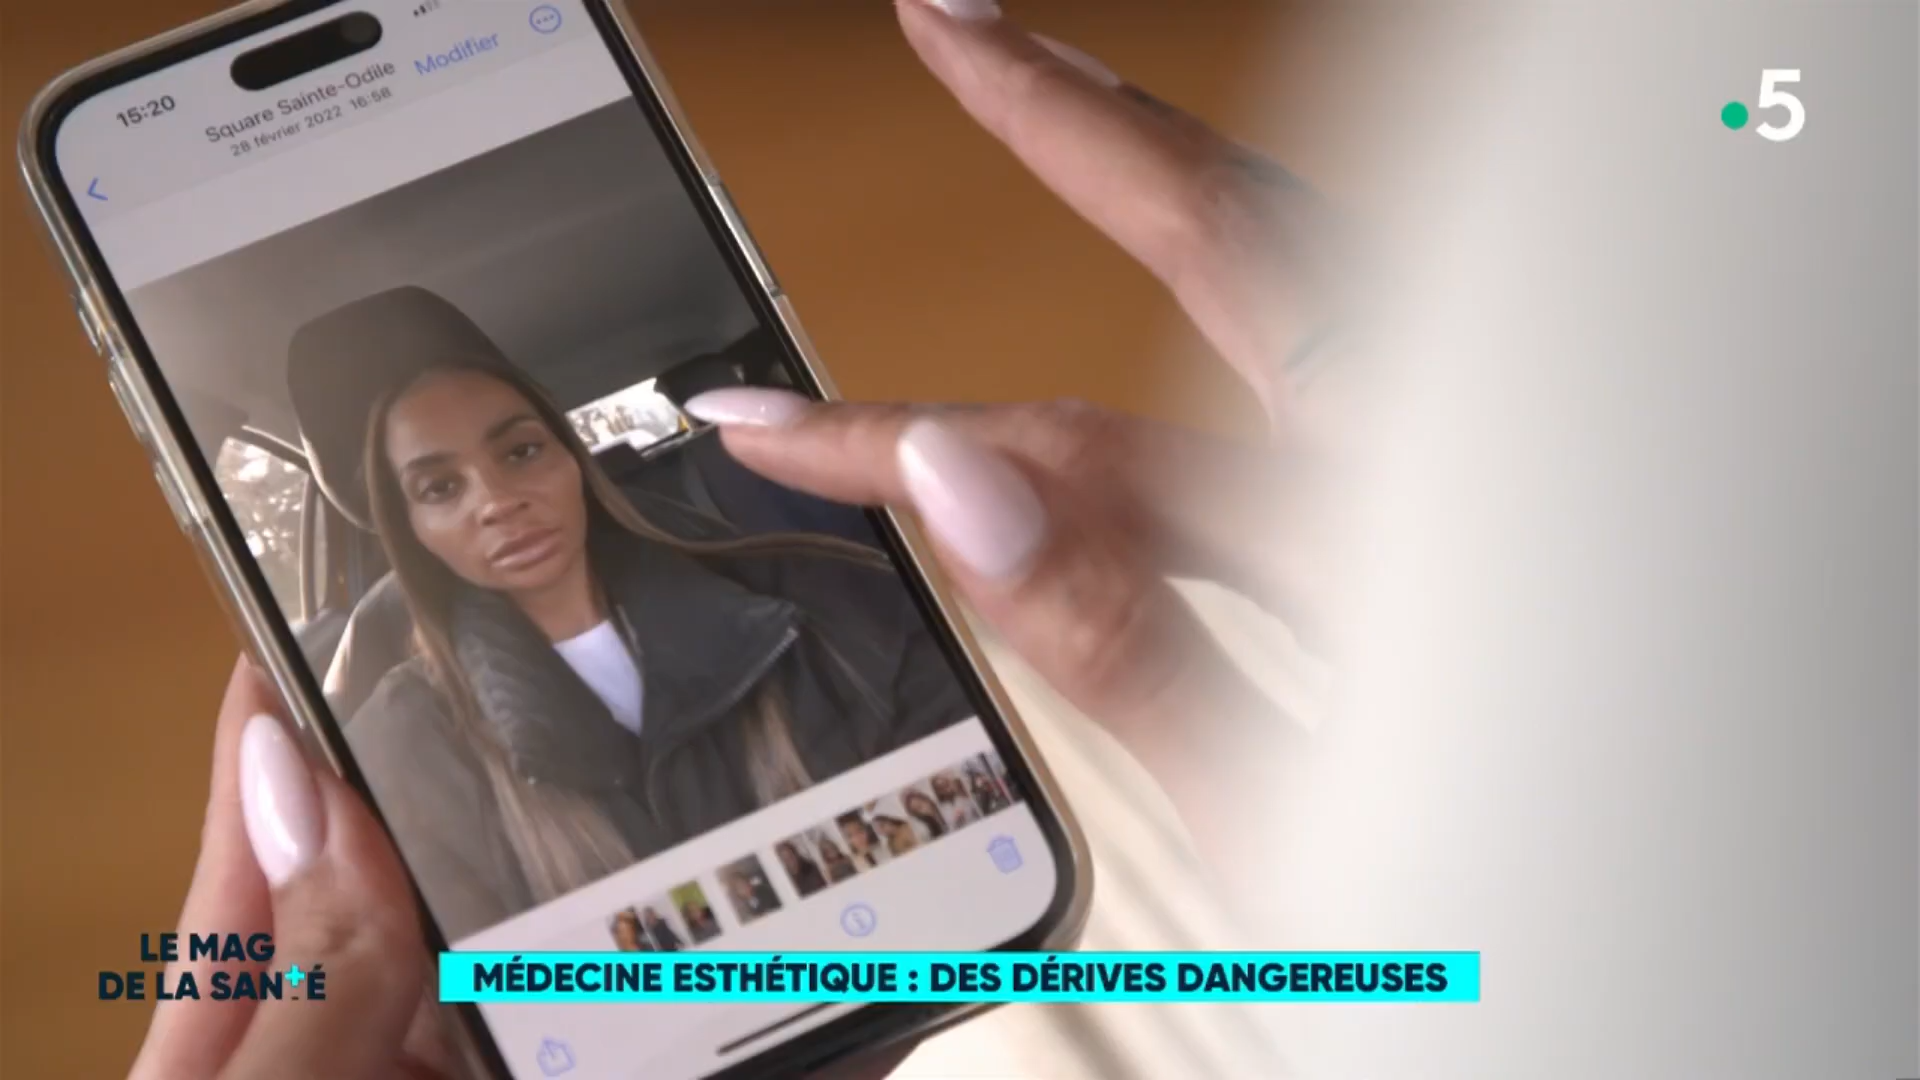 5
15:20
Square Sainte-Odile
28 février 2022 16:58
Modifier
LE MAG
DE LA SANTÉ
MÉDECINE ESTHÉTIQUE : DES DÉRIVES DANGEREUSES